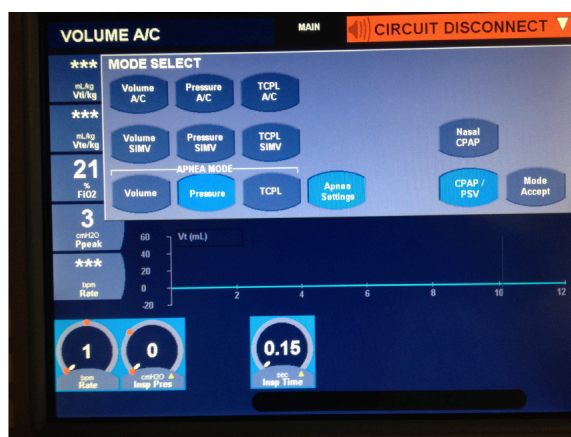 VOLUME A/C
MAIN
CIRCUIT DISCONNECT
***
mL/kg
Vti/kg
***
mL/kg
Vte/kg
21
%
FiO2
3
cmH2O
Ppeak
***
bpm
Rate
MODE SELECT
Volume
A/C
Pressure
A/C
TCPL
A/C
Volume
SIMV
Pressure
SIMV
TCPL
SIMV
Nasal
CPAP
APNEA MODE
Volume
Pressure
TCPL
Apnea
Settings
CPAP /
PSV
Mode
Accept
Vt (mL)
60
40
20
0
-20
2 4 6 8 10 12
1
bpm
Rate
0
cmH2O
Insp Pres
0.15
sec
Insp Time